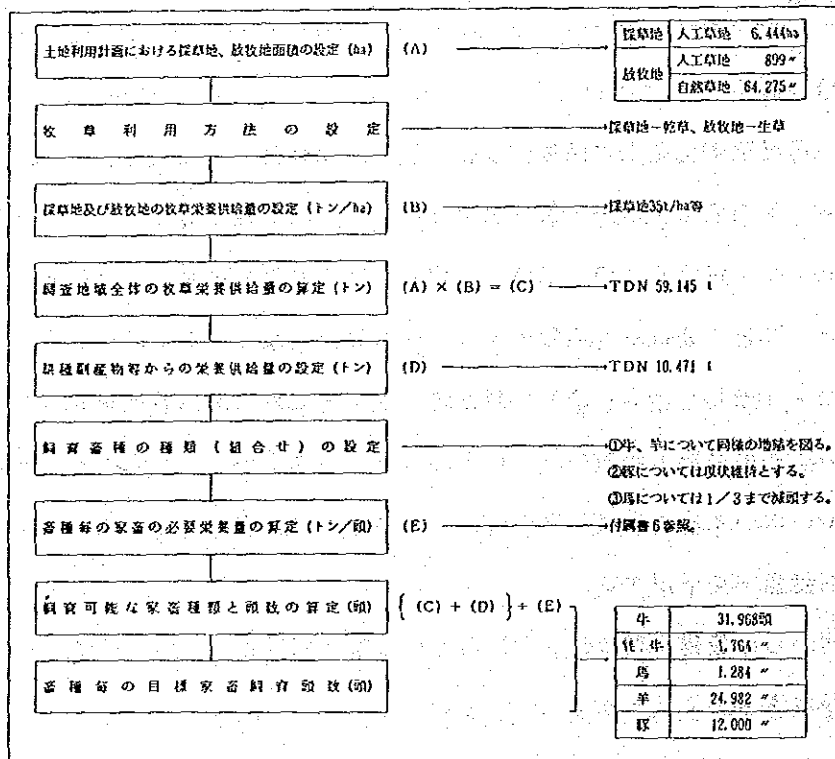 土地利用計画における採草地、放牧地面積の設定 (ha) (A) 採草地 人工草地 6,444ha
放牧地 人工草地 899〃
自然草地 64,275〃
牧草利用方法の設定 採草地−乾草、放牧地−生草
採草地及び放牧地の牧草栄養供給量の設定 (トン/ha) (B) 採草地35t/ha等
調査地域全体の牧草栄養供給量の算定 (トン) (A) × (B) = (C) TDN 59,145 t
耕種副産物等からの栄養供給量の設定 (トン) (D) TDN 10,471 t
飼育畜種の種類 (組合せ) の設定 ①牛、羊について同様の増殖を図る。
②豚については現状維持とする。
③馬については1/3まで減頭する。
畜種毎の家畜の必要栄養量の算定 (トン/頭) (E) 付属書6参照。
飼育可能な家畜種類と頭数の算定 (頭) { (C) + (D) } ÷ (E)
畜種毎の目標家畜飼育頭数 (頭)
牛 31,968頭
牛 1,764 〃
馬 1,284 〃
羊 24,982 〃
豚 12,000 〃